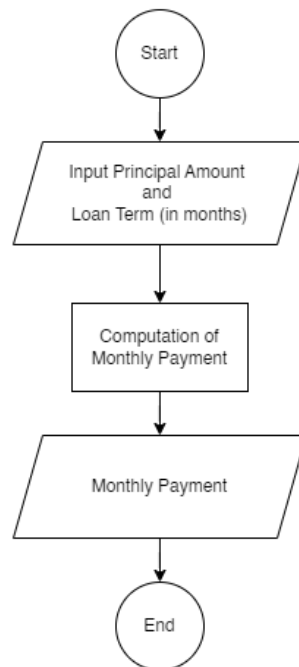 Start
Input Principal Amount
and
Loan Term (in months)
Computation of
Monthly Payment
Monthly Payment
End